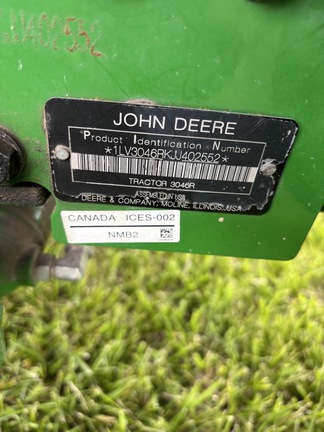 JOHN DEERE
Product Identification Number
*1LV3046RKJJ402552*
TRACTOR 3046R
ASSEMBLED IN USA
DEERE & COMPANY, MOLINE, ILLINOIS, USA
CANADA ICES-002
NMB2